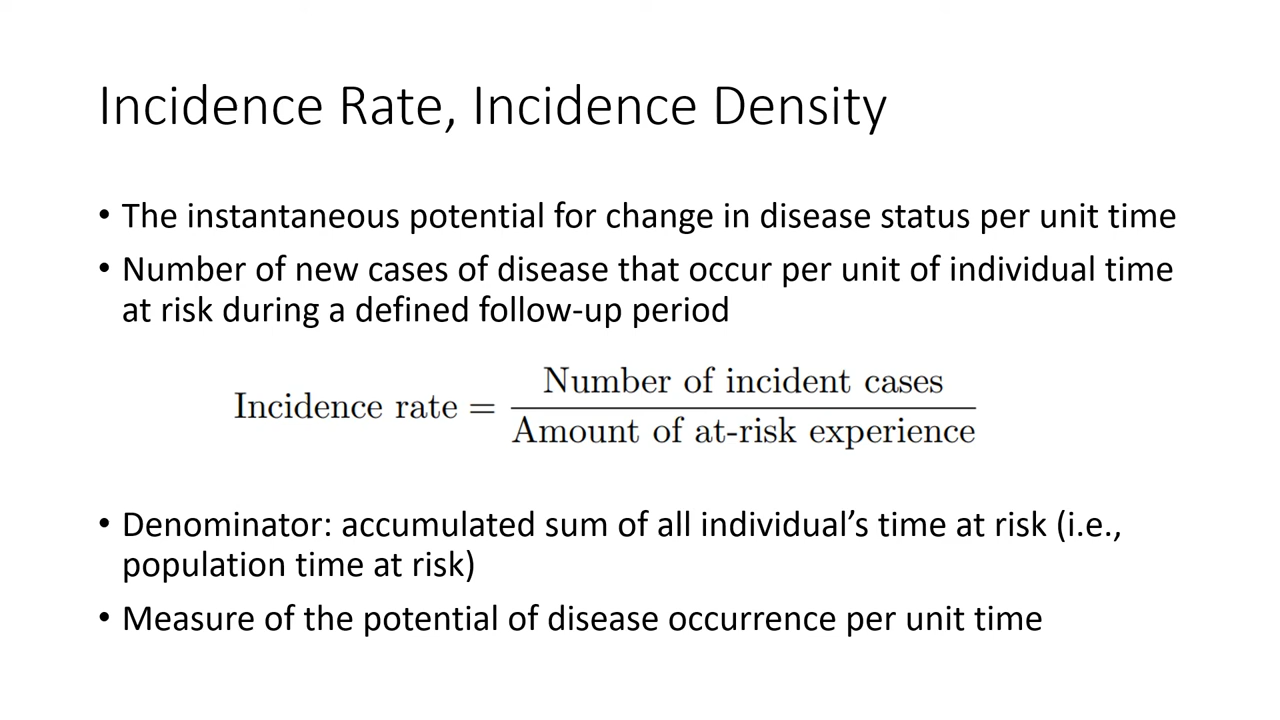 Incidence Rate, Incidence Density
• The instantaneous potential for change in disease status per unit time
• Number of new cases of disease that occur per unit of individual time
at risk during a defined follow-up period
Number of incident cases
Incidence rate =
Amount of at-risk experience
• Denominator: accumulated sum of all individual’s time at risk (i.e.,
population time at risk)
• Measure of the potential of disease occurrence per unit time